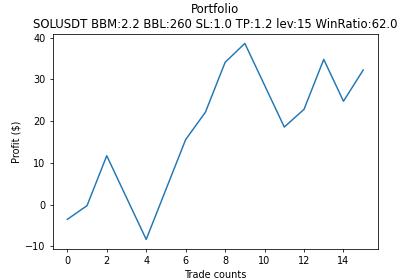 Portfolio
SOLUSDT BBM:2.2 BBL:260 SL:1.0 TP:1.2 lev:15 WinRatio:62.0
40
30
20
10
0
−10
Profit ($)
0 2 4 6 8 10 12 14
Trade counts